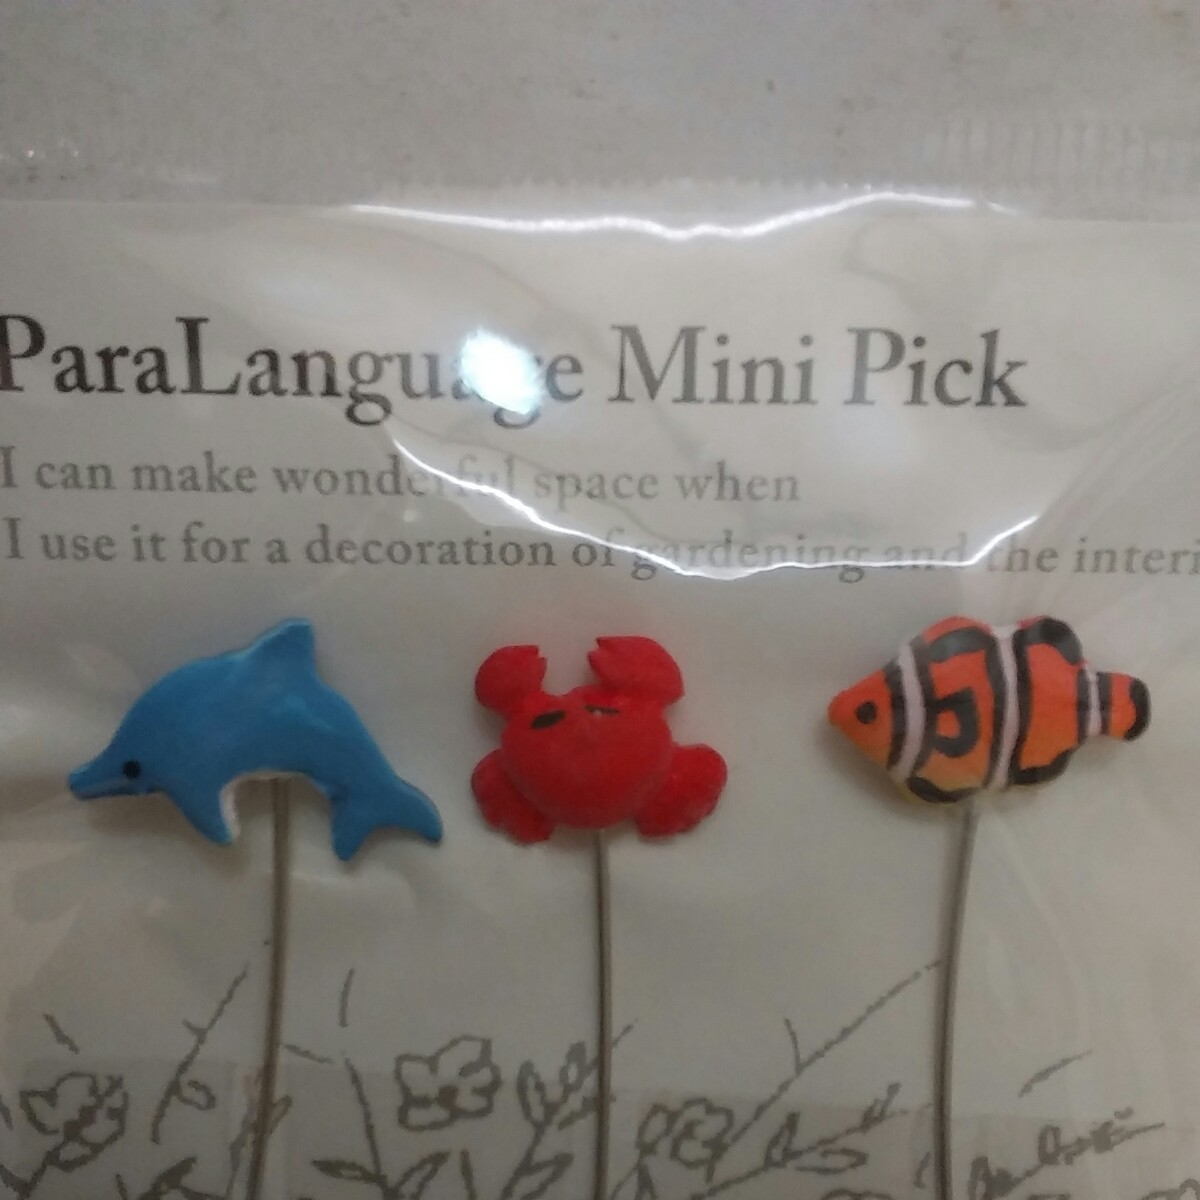 ParaLanguage Mini Pick
I can make wonderful space when
I use it for a decoration of gardening and the interi